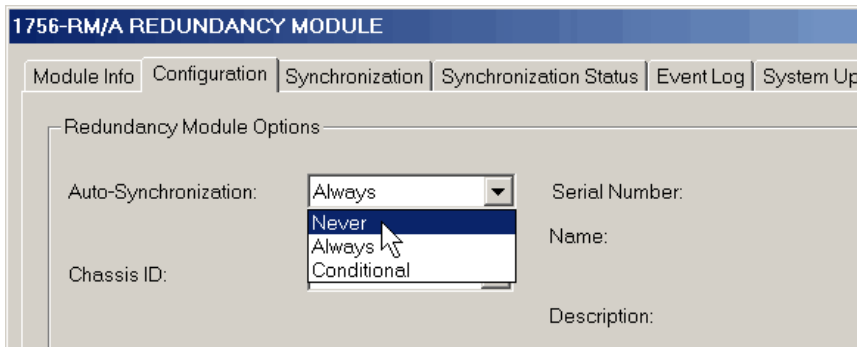 1756-RM/A REDUNDANCY MODULE
Module Info Configuration Synchronization Synchronization Status Event Log System Up
Redundancy Module Options
Auto-Synchronization: Always Serial Number:
Never
Name:
Always
Conditional
Chassis ID:
Description: